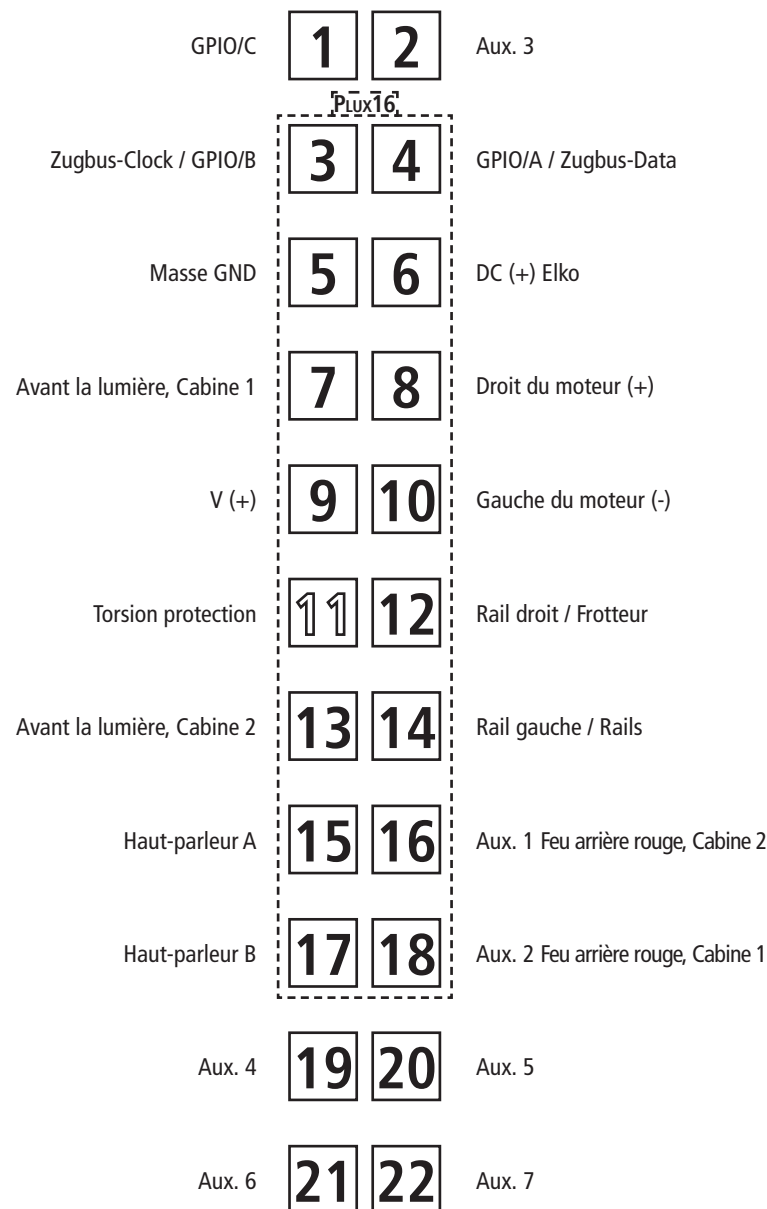 GPIO/C 1 2 Aux. 3
PLUX16
Zugbus-Clock / GPIO/B 3 4 GPIO/A / Zugbus-Data
Masse GND 5 6 DC (+) Elko
Avant la lumière, Cabine 1 7 8 Droit du moteur (+)
V (+) 9 10 Gauche du moteur (-)
Torsion protection 11 12 Rail droit / Frotteur
Avant la lumière, Cabine 2 13 14 Rail gauche / Rails
Haut-parleur A 15 16 Aux. 1 Feu arrière rouge, Cabine 2
Haut-parleur B 17 18 Aux. 2 Feu arrière rouge, Cabine 1
Aux. 4 19 20 Aux. 5
Aux. 6 21 22 Aux. 7